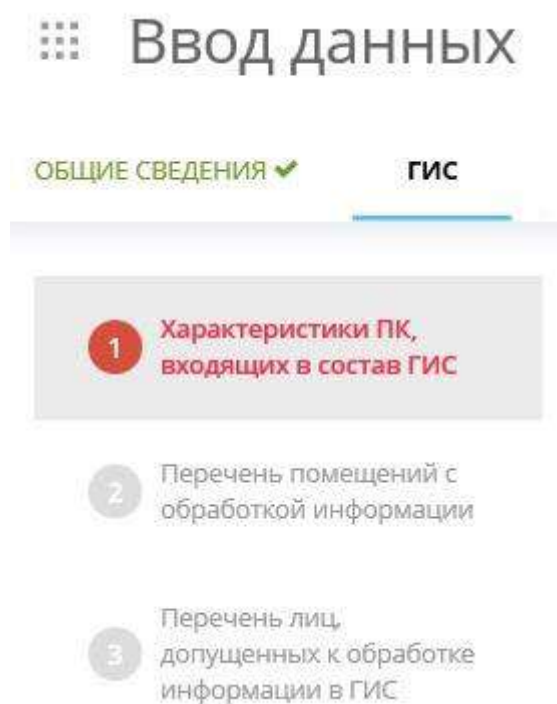 Ввод данных
ОБЩИЕ СВЕДЕНИЯ ГИС
1 Характеристики ПК,
входящих в состав ГИС
2 Перечень помещений с
обработкой информации
3 Перечень лиц,
допущенных к обработке
информации в ГИС